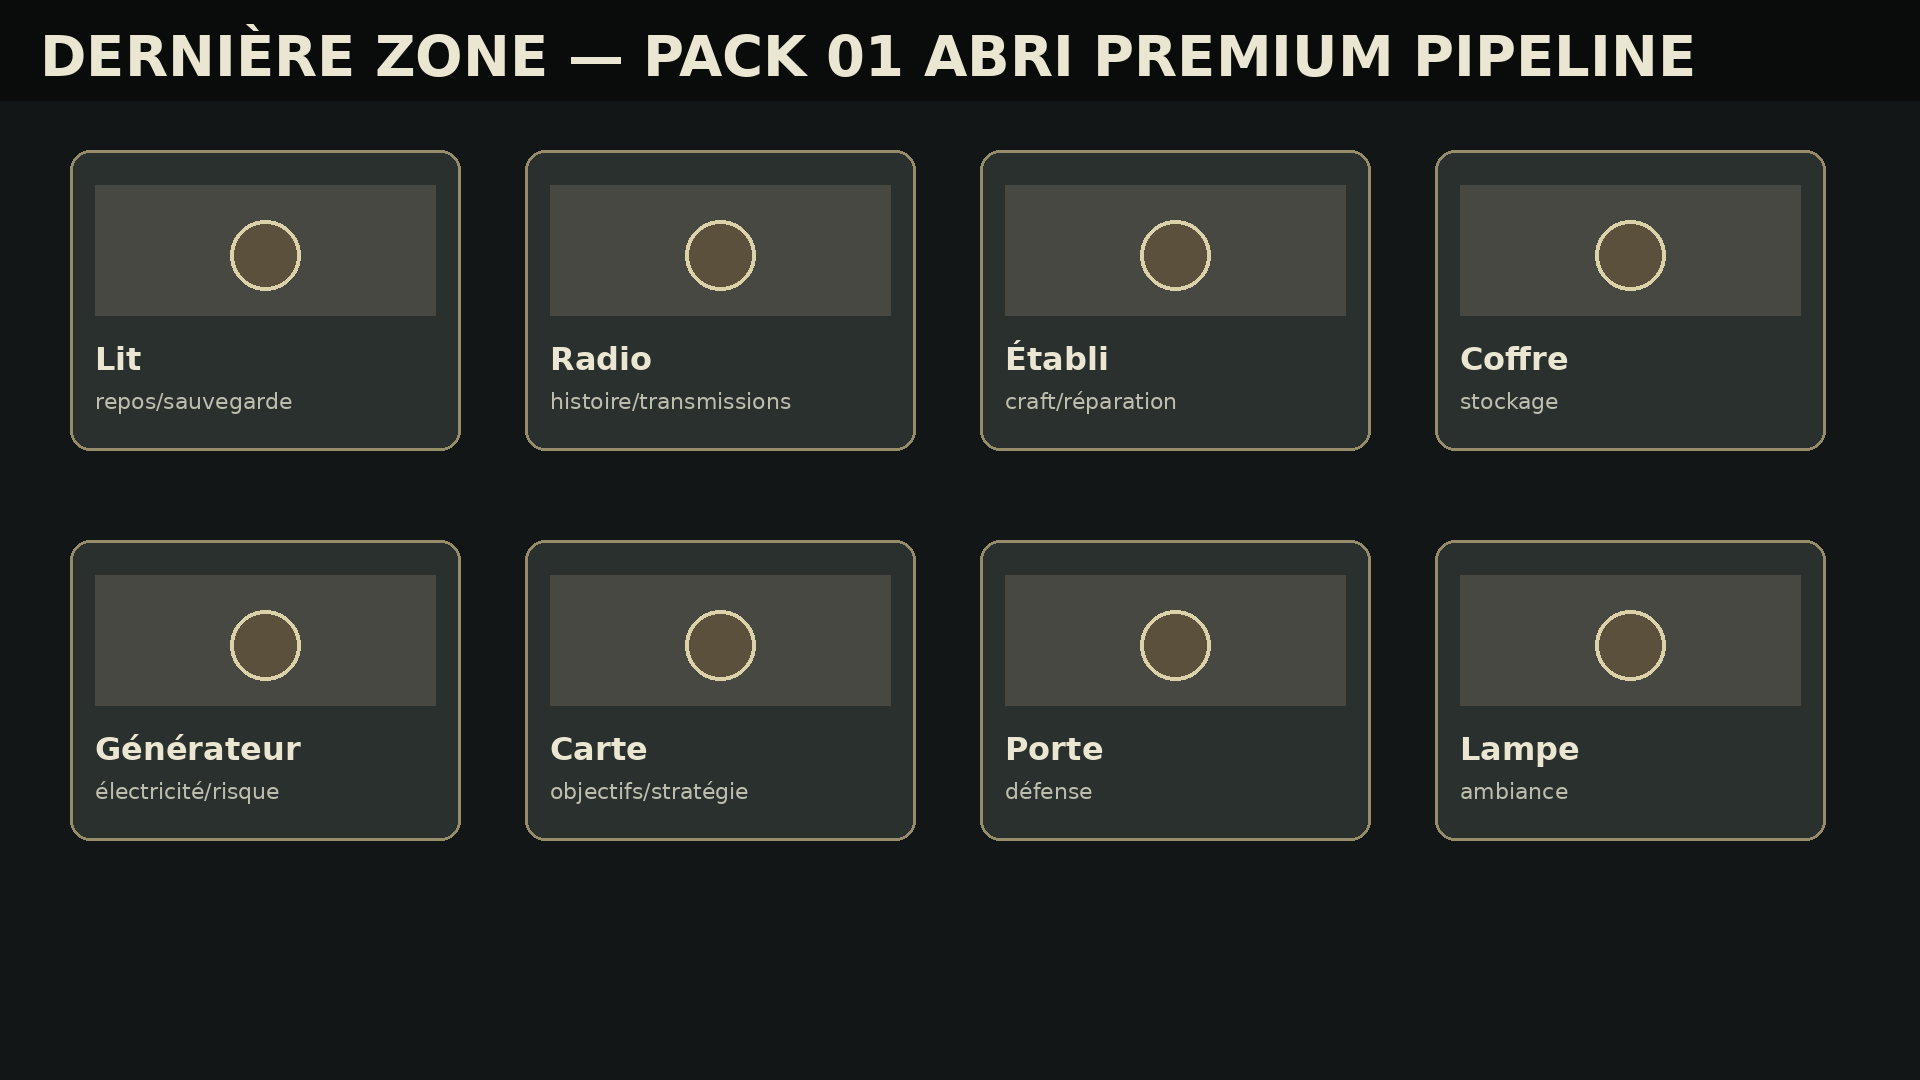 DERNIÈRE ZONE — PACK 01 ABRI PREMIUM PIPELINE
Lit
repos/sauvegarde
Radio
histoire/transmissions
Établi
craft/réparation
Coffre
stockage
Générateur
électricité/risque
Carte
objectifs/stratégie
Porte
défense
Lampe
ambiance